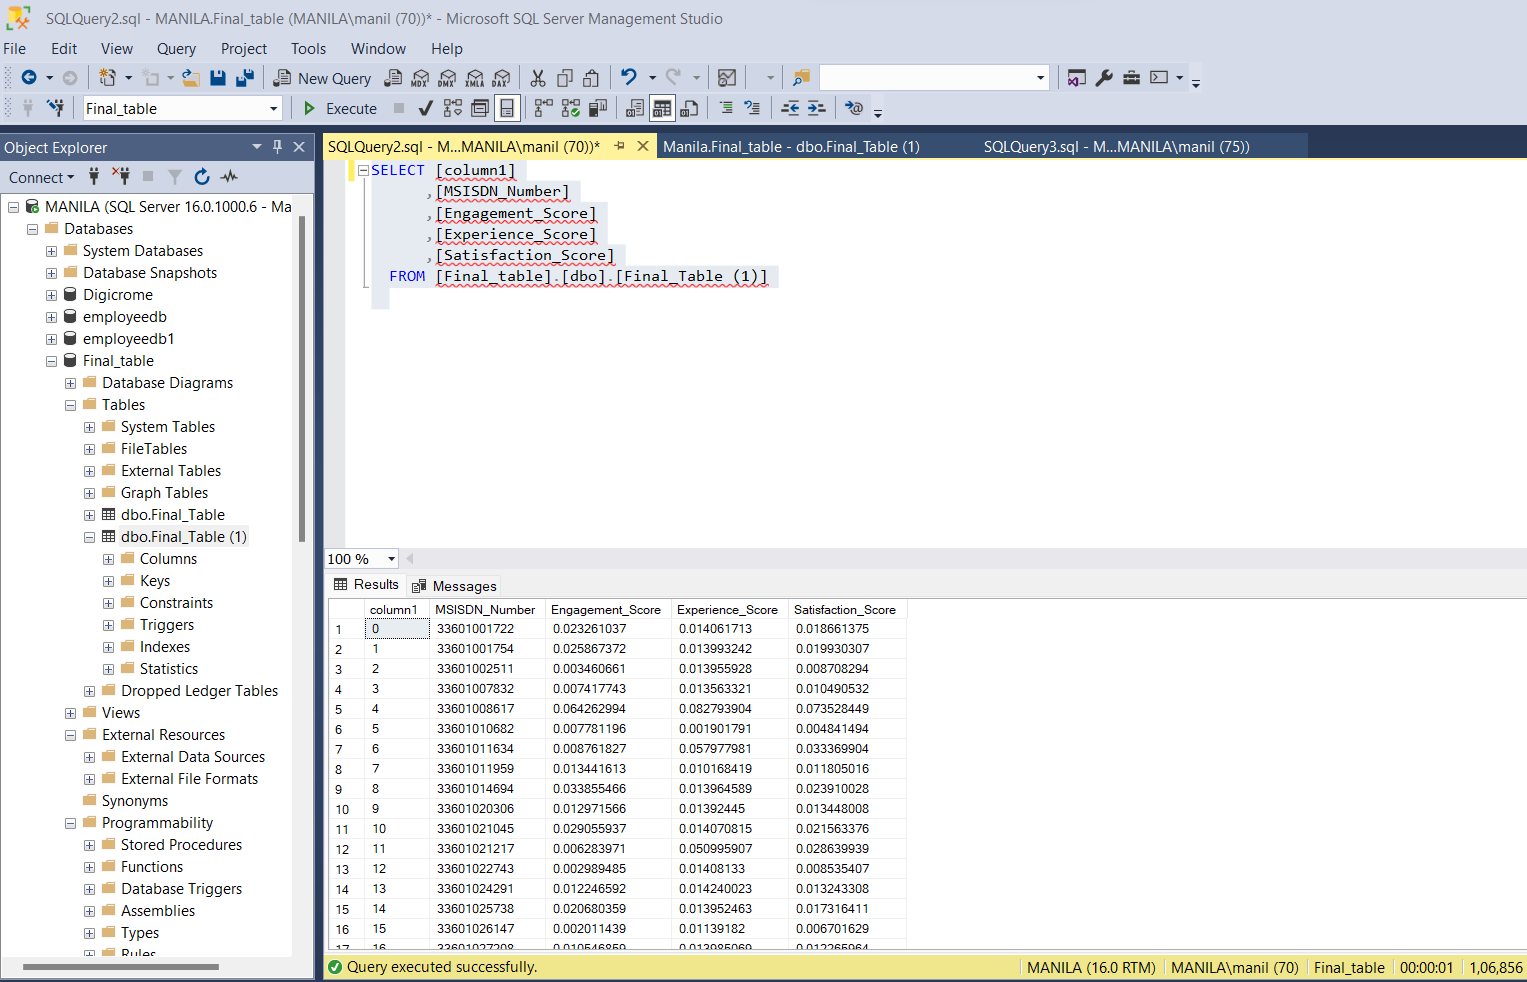 SQLQuery2.sql - MANILA.Final_table (MANILA\manil (70))* - Microsoft SQL Server Management Studio
File Edit View Query Project Tools Window Help
New Query MDX DMX XMLA DAX
Final_table Execute
Object Explorer
Connect
MANILA (SQL Server 16.0.1000.6 - Ma
Databases
System Databases
Database Snapshots
Digicrome
employeedb
employeedb1
Final_table
Database Diagrams
Tables
System Tables
FileTables
External Tables
Graph Tables
dbo.Final_Table
dbo.Final_Table (1)
Columns
Keys
Constraints
Triggers
Indexes
Statistics
Dropped Ledger Tables
Views
External Resources
External Data Sources
External File Formats
Synonyms
Programmability
Stored Procedures
Functions
Database Triggers
Assemblies
Types
Rules
SQLQuery2.sql - M...MANILA\manil (70))* Manila.Final_table - dbo.Final_Table (1) SQLQuery3.sql - M...MANILA\manil (75))
SELECT [column1]
,[MSISDN_Number]
,[Engagement_Score]
,[Experience_Score]
,[Satisfaction_Score]
FROM [Final_table].[dbo].[Final_Table (1)]
100 %
Results Messages
column1 MSISDN_Number Engagement_Score Experience_Score Satisfaction_Score
1 0 33601001722 0.023261037 0.014061713 0.018661375
2 1 33601001754 0.025867372 0.013993242 0.019930307
3 2 33601002511 0.003460661 0.013955928 0.008708294
4 3 33601007832 0.007417743 0.013563321 0.010490532
5 4 33601008617 0.064262994 0.082793904 0.073528449
6 5 33601010682 0.007781196 0.001901791 0.004841494
7 6 33601011634 0.008761827 0.057977981 0.033369904
8 7 33601011959 0.013441613 0.010168419 0.011805016
9 8 33601014694 0.033855466 0.013964589 0.023910028
10 9 33601020306 0.012971566 0.01392445 0.013448008
11 10 33601021045 0.029055937 0.014070815 0.021563376
12 11 33601021217 0.006283971 0.050995907 0.028639939
13 12 33601022743 0.002989485 0.01408133 0.008535407
14 13 33601024291 0.012246592 0.014240023 0.013243308
15 14 33601025738 0.020680359 0.013952463 0.017316411
16 15 33601026147 0.002011439 0.01139182 0.006701629
17 16 33601027208 0.010546859 0.013985069 0.012265964
Query executed successfully. MANILA (16.0 RTM) MANILA\manil (70) Final_table 00:00:01 1,06,856